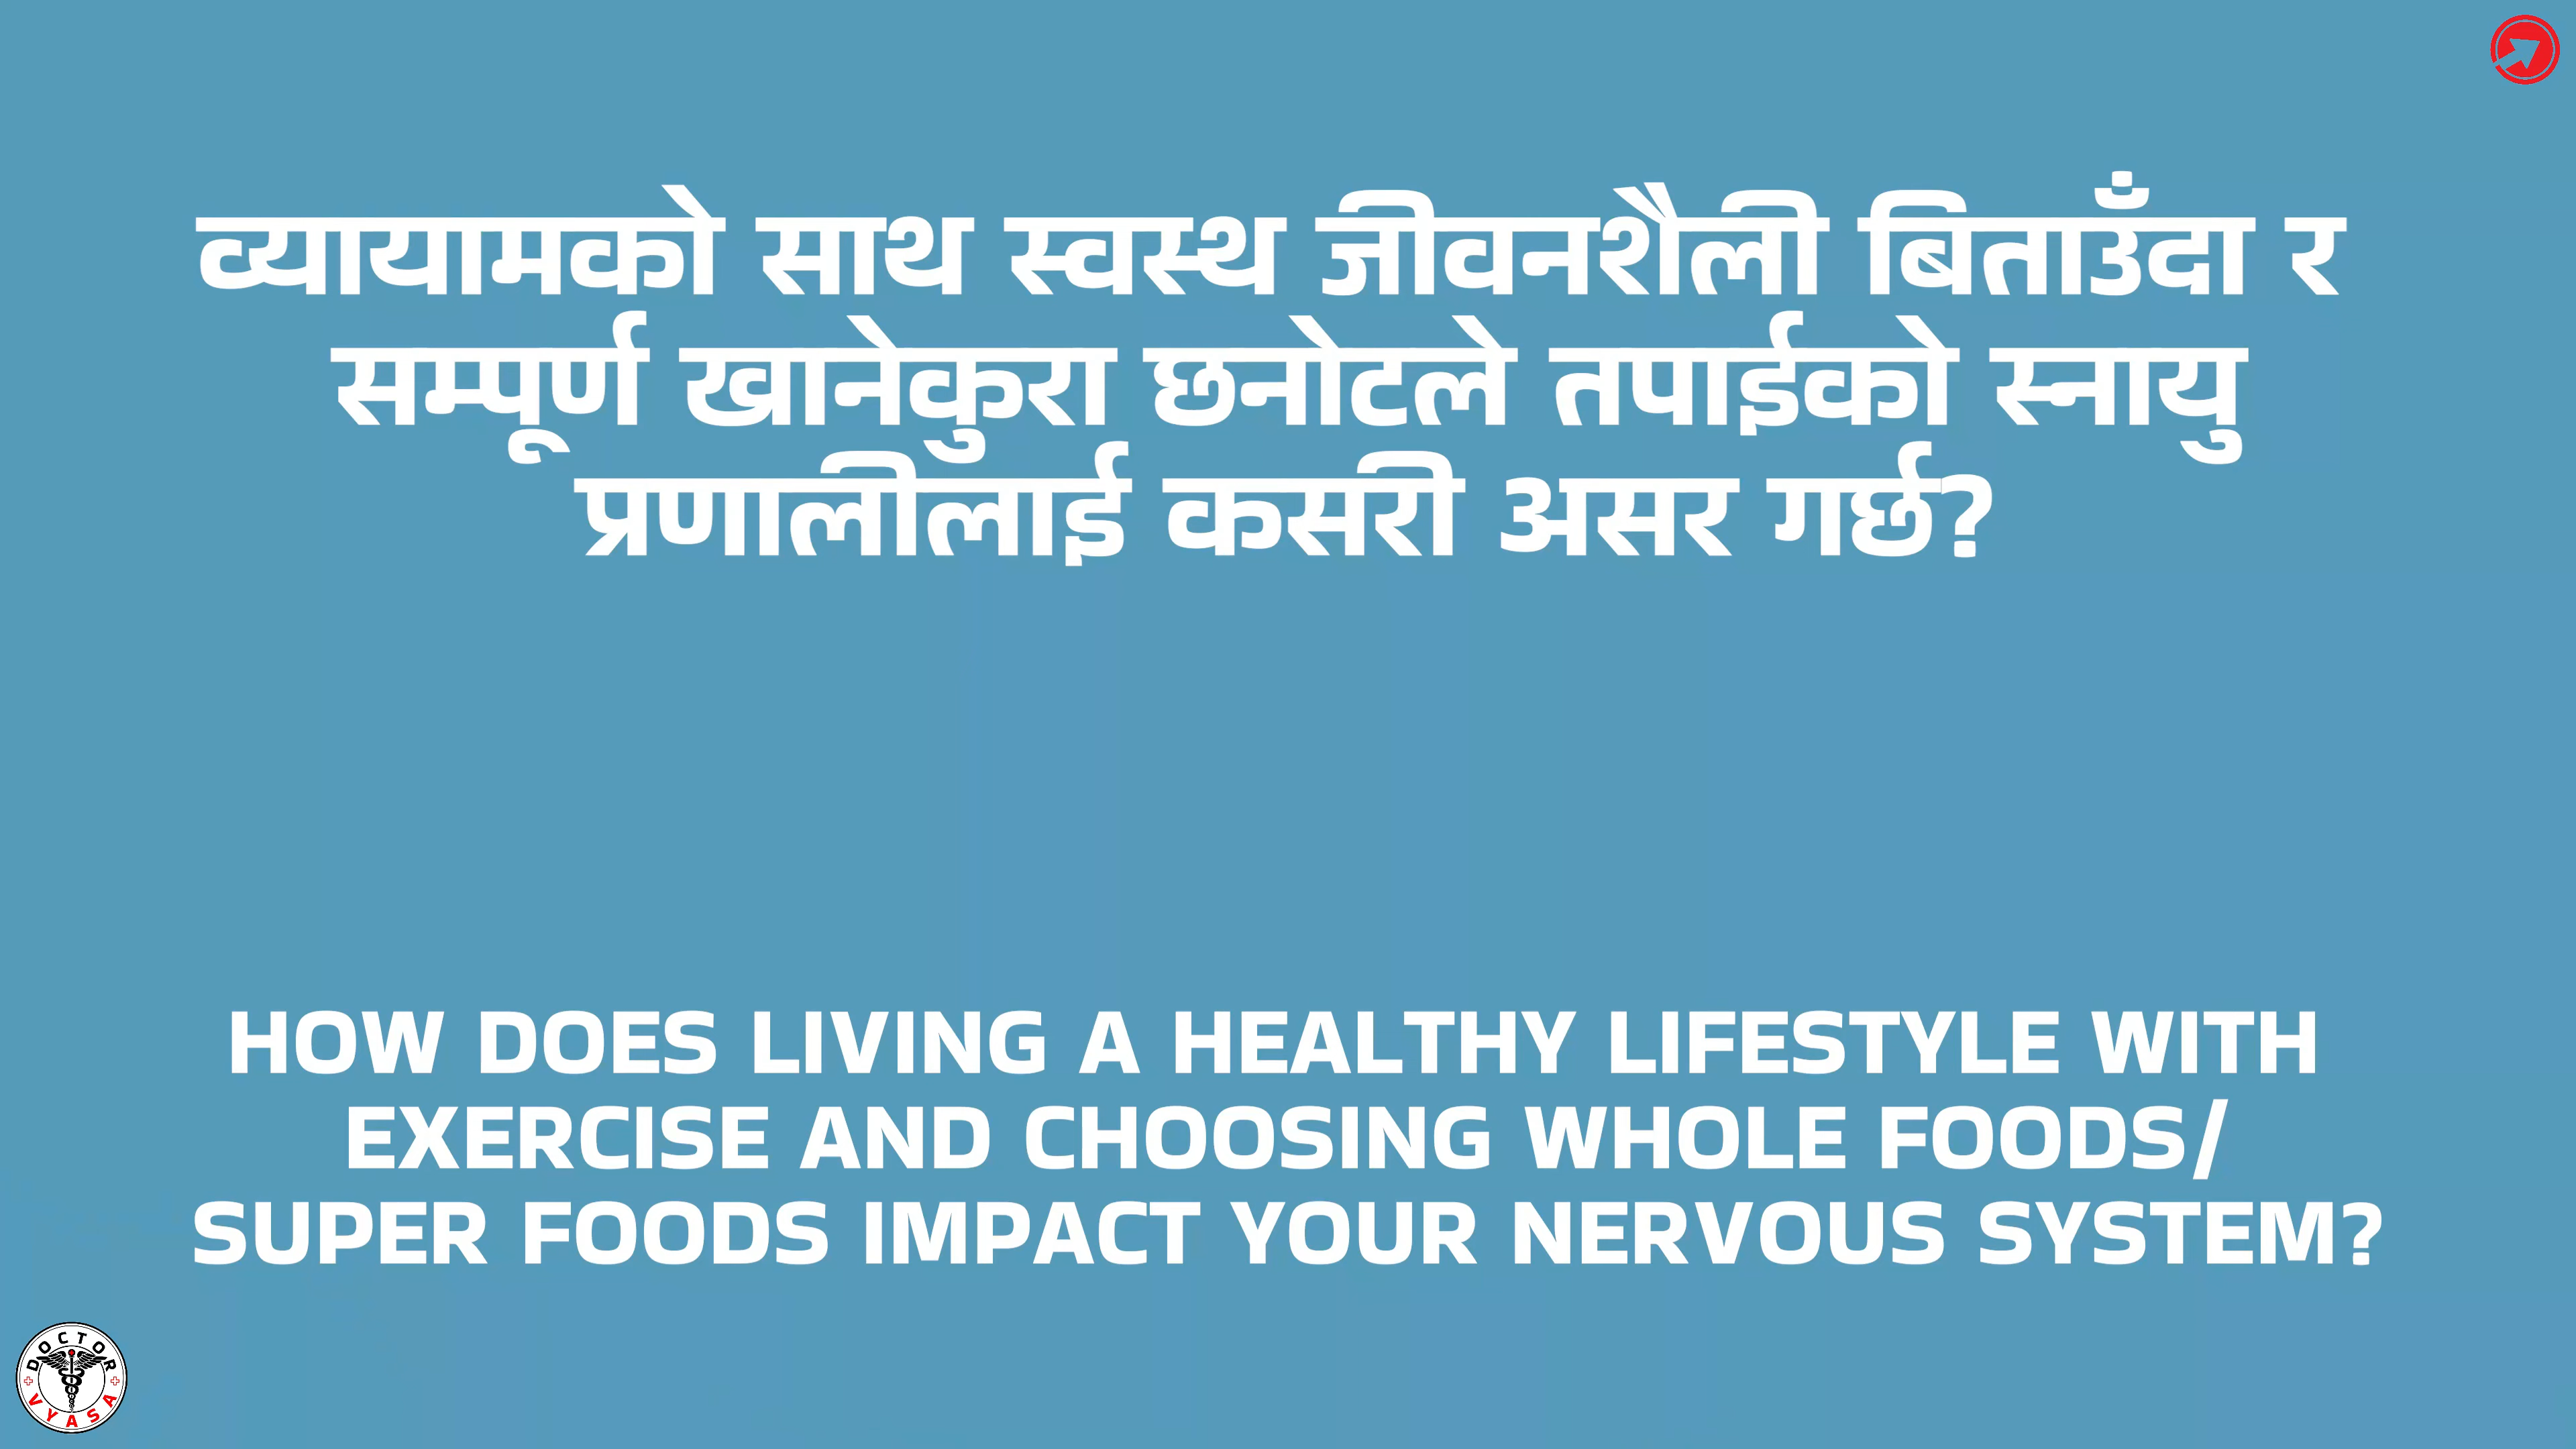 व्यायामको साथ स्वस्थ जीवनशैली बिताउँदा र
सम्पूर्ण खानेकुरा छनोटले तपाईको स्नायु
प्रणालीलाई कसरी असर गर्छ?
HOW DOES LIVING A HEALTHY LIFESTYLE WITH
EXERCISE AND CHOOSING WHOLE FOODS/
SUPER FOODS IMPACT YOUR NERVOUS SYSTEM?
DOCTOR
VYASA